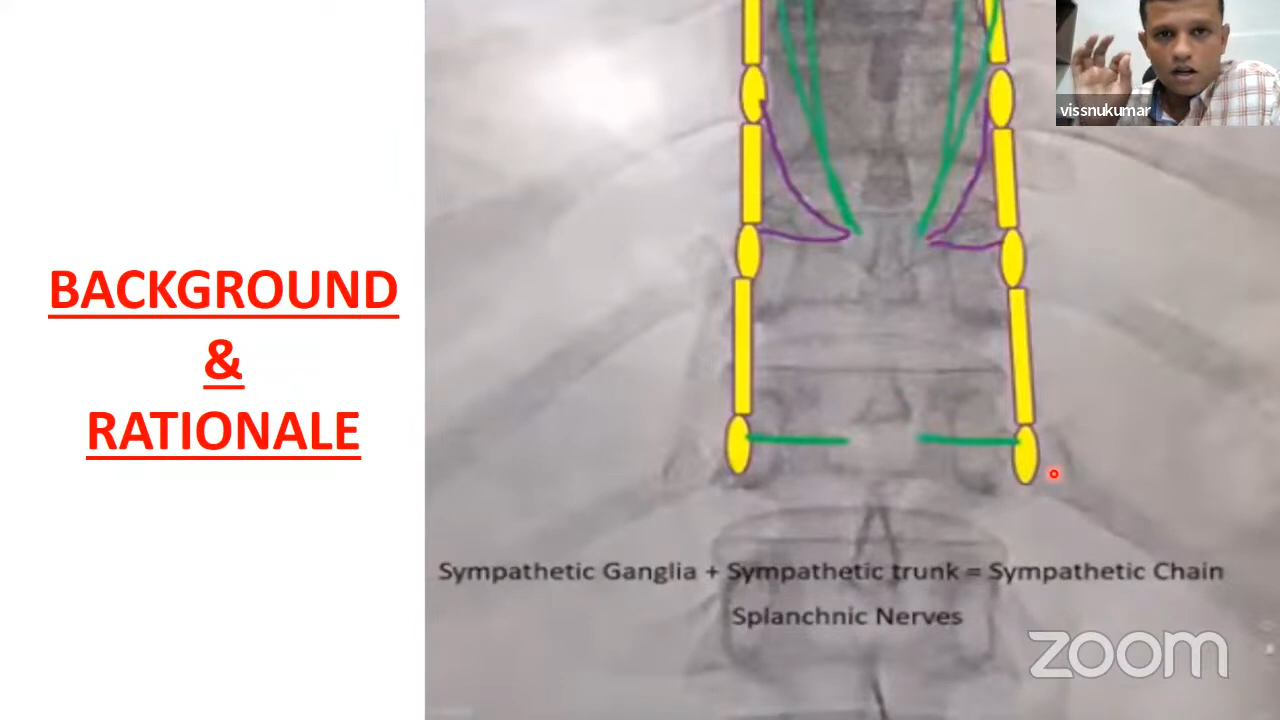 BACKGROUND
&
RATIONALE
vissnukumar
Sympathetic Ganglia + Sympathetic trunk = Sympathetic Chain
Splanchnic Nerves
zoom